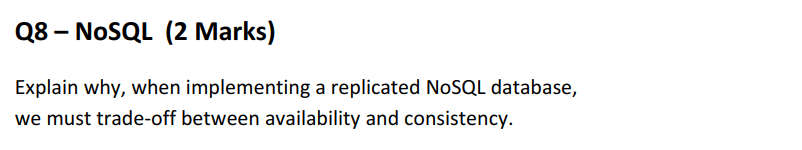 Q8 – NoSQL  (2 Marks)
Explain why, when implementing a replicated NoSQL database,
we must trade-off between availability and consistency.